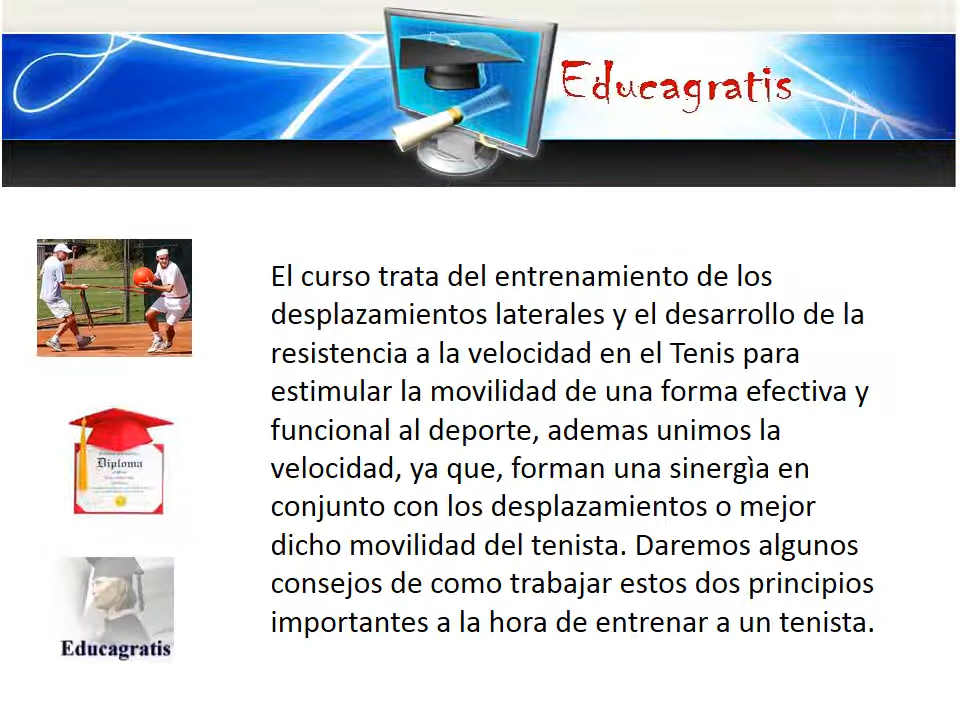 Educagratis
El curso trata del entrenamiento de los
desplazamientos laterales y el desarrollo de la
resistencia a la velocidad en el Tenis para
estimular la movilidad de una forma efectiva y
funcional al deporte, ademas unimos la
velocidad, ya que, forman una sinergìa en
conjunto con los desplazamientos o mejor
dicho movilidad del tenista. Daremos algunos
consejos de como trabajar estos dos principios
importantes a la hora de entrenar a un tenista.
Diploma
Educagratis